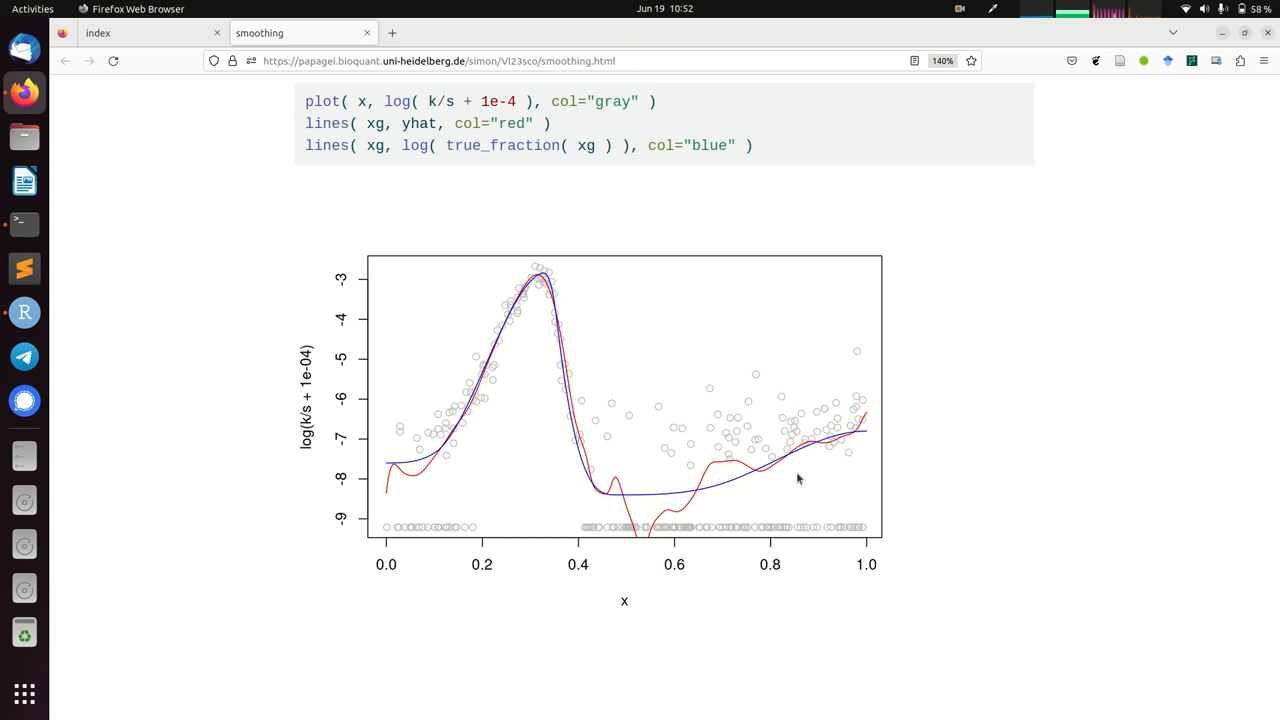 Activities
Firefox Web Browser
Jun 19 10:52
58 %
index
smoothing
https://papagei.bioquant.uni-heidelberg.de/simon/Vl23sco/smoothing.html
140%
plot( x, log( k/s + 1e-4 ), col="gray" )
lines( xg, yhat, col="red" )
lines( xg, log( true_fraction( xg ) ), col="blue" )
log(k/s + 1e-04)
-3
-4
-5
-6
-7
-8
-9
0.0 0.2 0.4 0.6 0.8 1.0
x